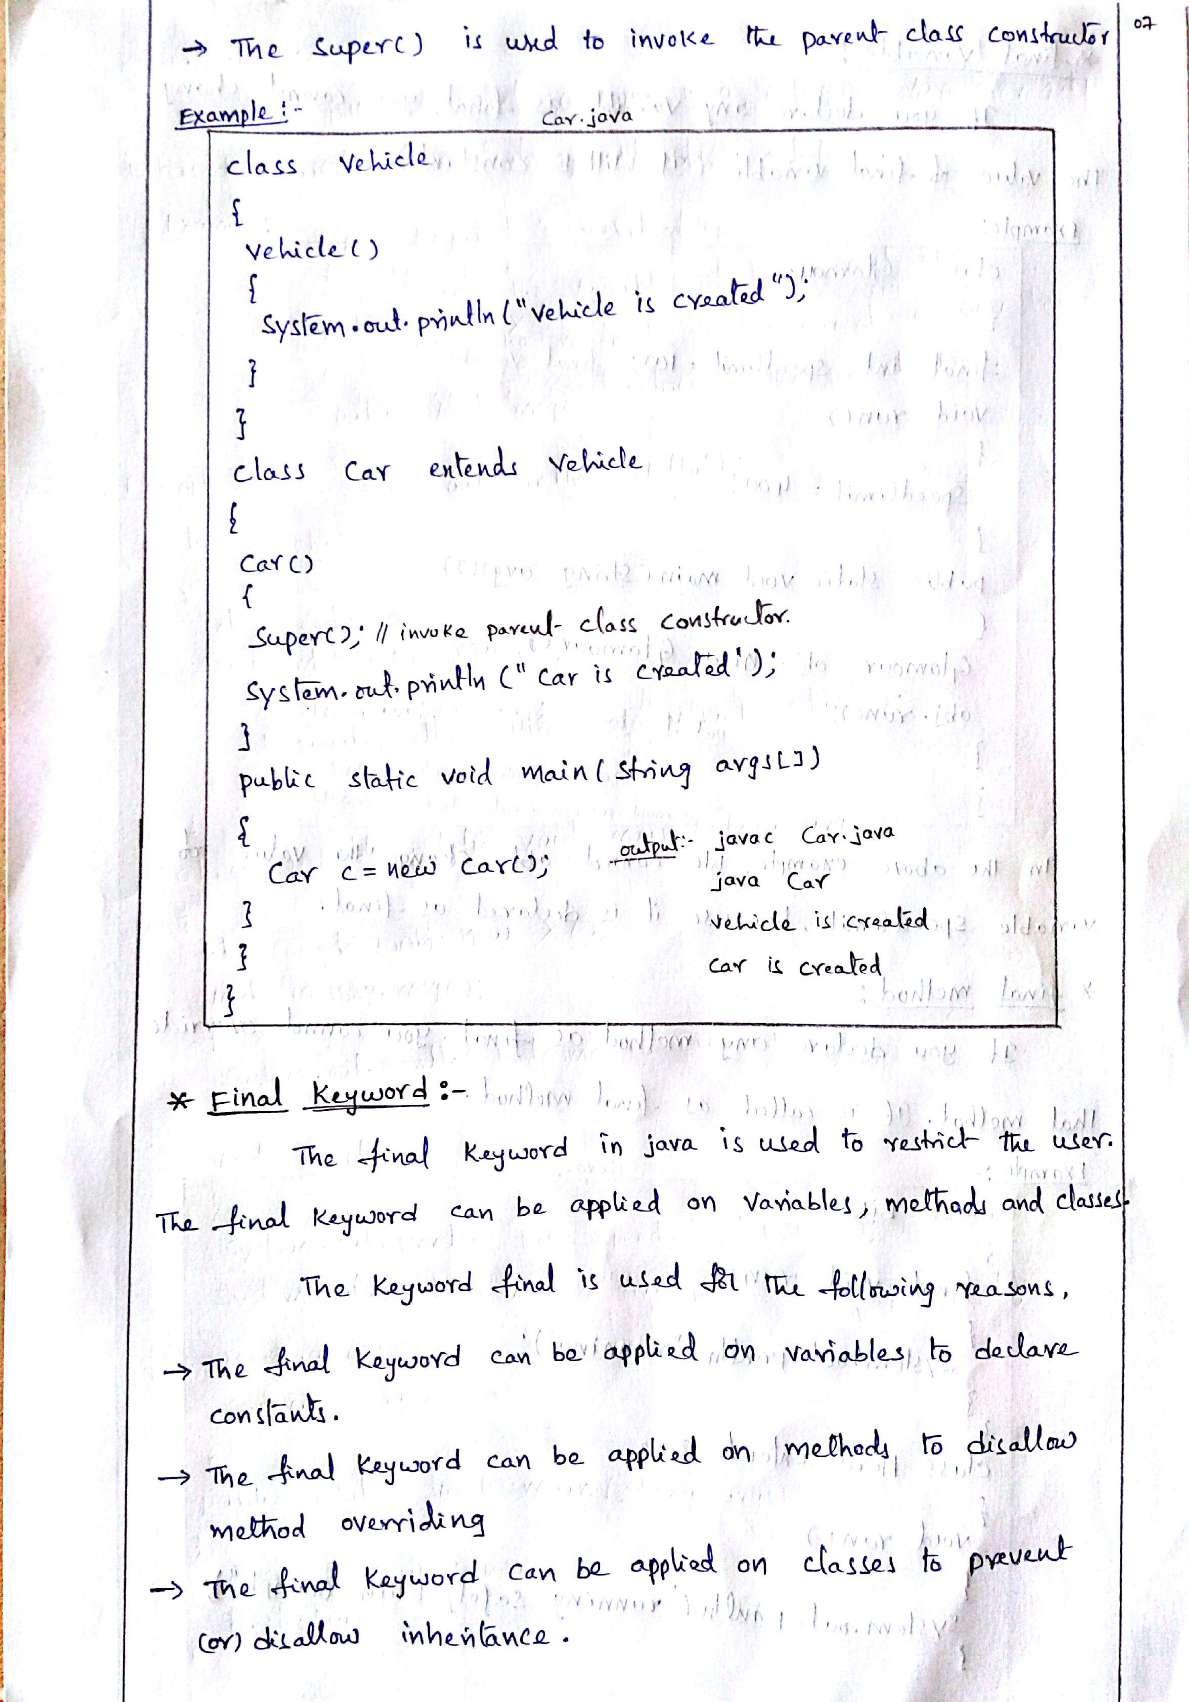 07
→ The super() is used to invoke the parent class constructor
Example :-
Car.java
class Vehicle
{
Vehicle()
{
System.out.println("vehicle is created");
}
}
class Car extends Vehicle
{
Car()
{
Super(); // invoke parent class constructor.
System.out.println ("car is created");
}
public static void main(String args[])
{
Car c = new Car();
}
}
}
output:- javac Car.java
java Car
vehicle is created
car is created
* Final Keyword :-
The final Keyword in java is used to restrict the user.
The final Keyword can be applied on variables, methods and classes.
The Keyword final is used for the following reasons,
→ The final Keyword can be applied on variables to declare
constants.
→ The final Keyword can be applied on methods to disallow
method overriding
→ The final Keyword can be applied on classes to prevent
(or) disallow inheritance.